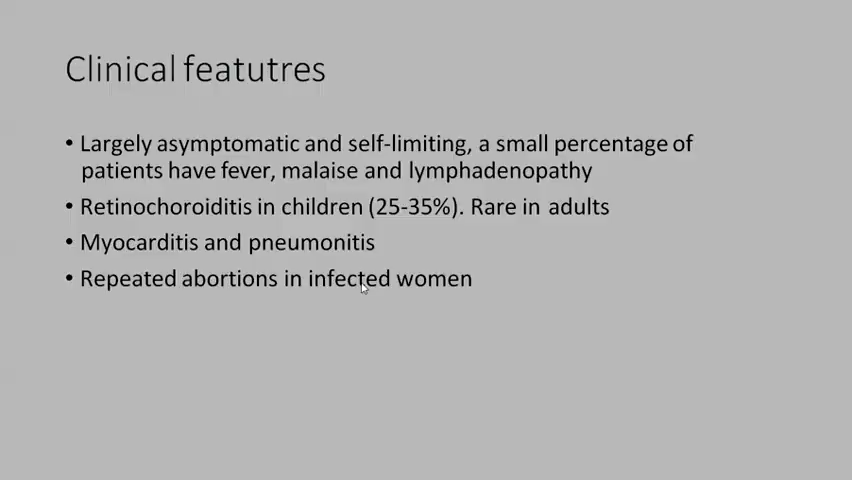 Clinical featutres
• Largely asymptomatic and self-limiting, a small percentage of
patients have fever, malaise and lymphadenopathy
• Retinochoroiditis in children (25-35%). Rare in adults
• Myocarditis and pneumonitis
• Repeated abortions in infected women